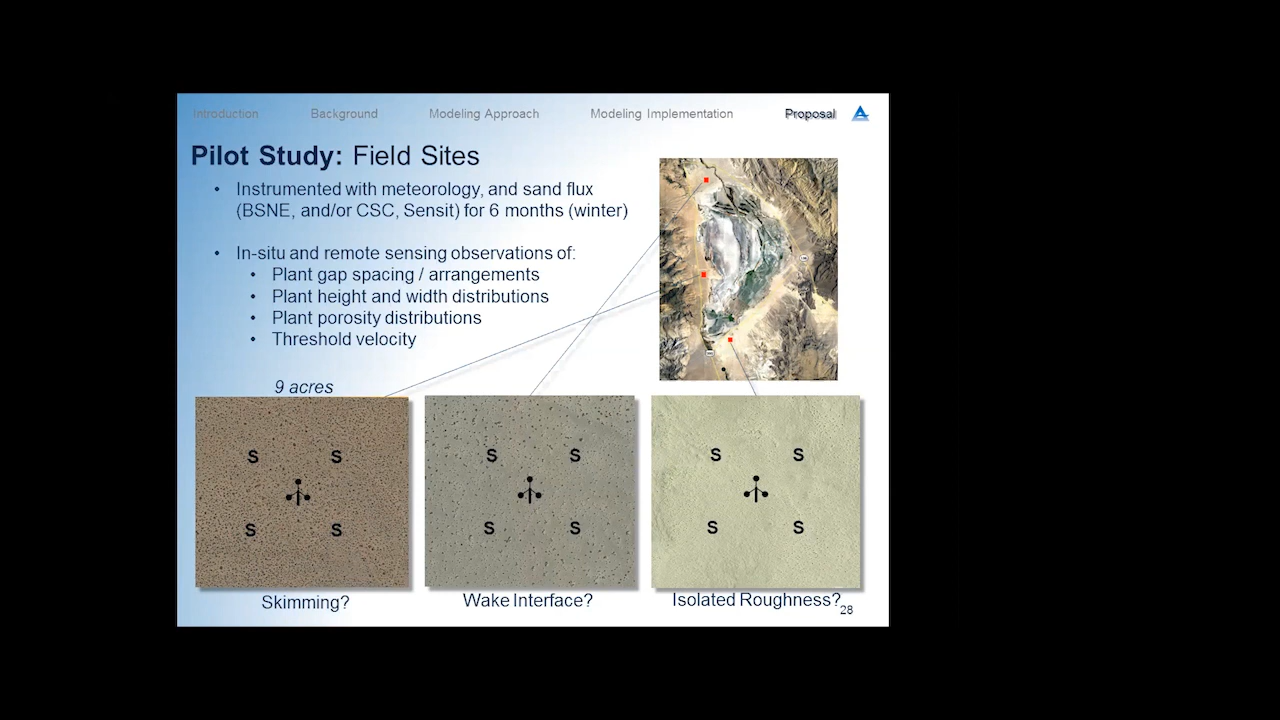 Introduction Background Modeling Approach Modeling Implementation Proposal
Pilot Study: Field Sites
• Instrumented with meteorology, and sand flux
(BSNE, and/or CSC, Sensit) for 6 months (winter)
• In-situ and remote sensing observations of:
• Plant gap spacing / arrangements
• Plant height and width distributions
• Plant porosity distributions
• Threshold velocity
9 acres
S S S S S S
S S S S S S
Skimming? Wake Interface? Isolated Roughness?
28